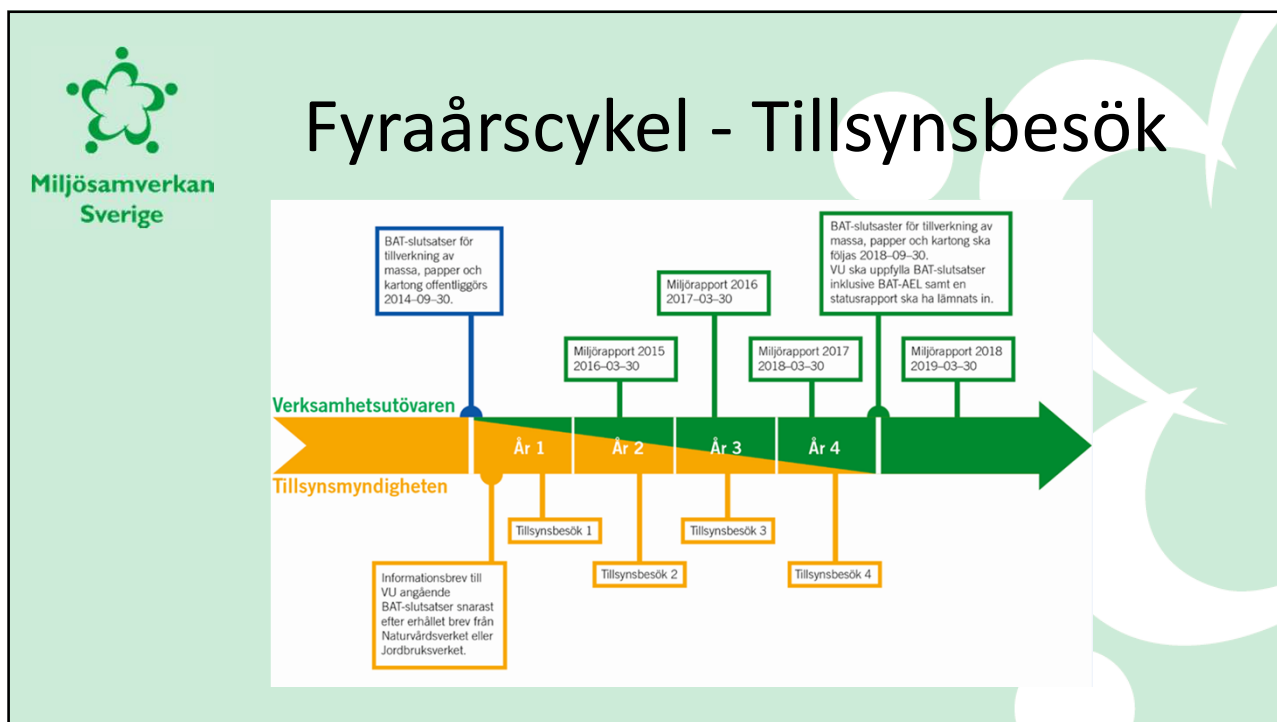 Miljösamverkan
Sverige
Fyraårscykel - Tillsynsbesök
BAT-slutsatser för
tillverkning av
massa, papper och
kartong offentliggörs
2014–09–30.
Miljörapport 2015
2016–03–30
Miljörapport 2016
2017–03–30
Miljörapport 2017
2018–03–30
BAT-slutsaster för tillverkning av
massa, papper och kartong ska
följas 2018–09–30.
VU ska uppfylla BAT-slutsatser
inklusive BAT-AEL samt en
statusrapport ska ha lämnats in.
Miljörapport 2018
2019–03–30
Verksamhetsutövaren
År 1
År 2
År 3
År 4
Tillsynsmyndigheten
Informationsbrev till
VU angående
BAT-slutsatser snarast
efter erhållet brev från
Naturvårdsverket eller
Jordbruksverket.
Tillsynsbesök 1
Tillsynsbesök 2
Tillsynsbesök 3
Tillsynsbesök 4